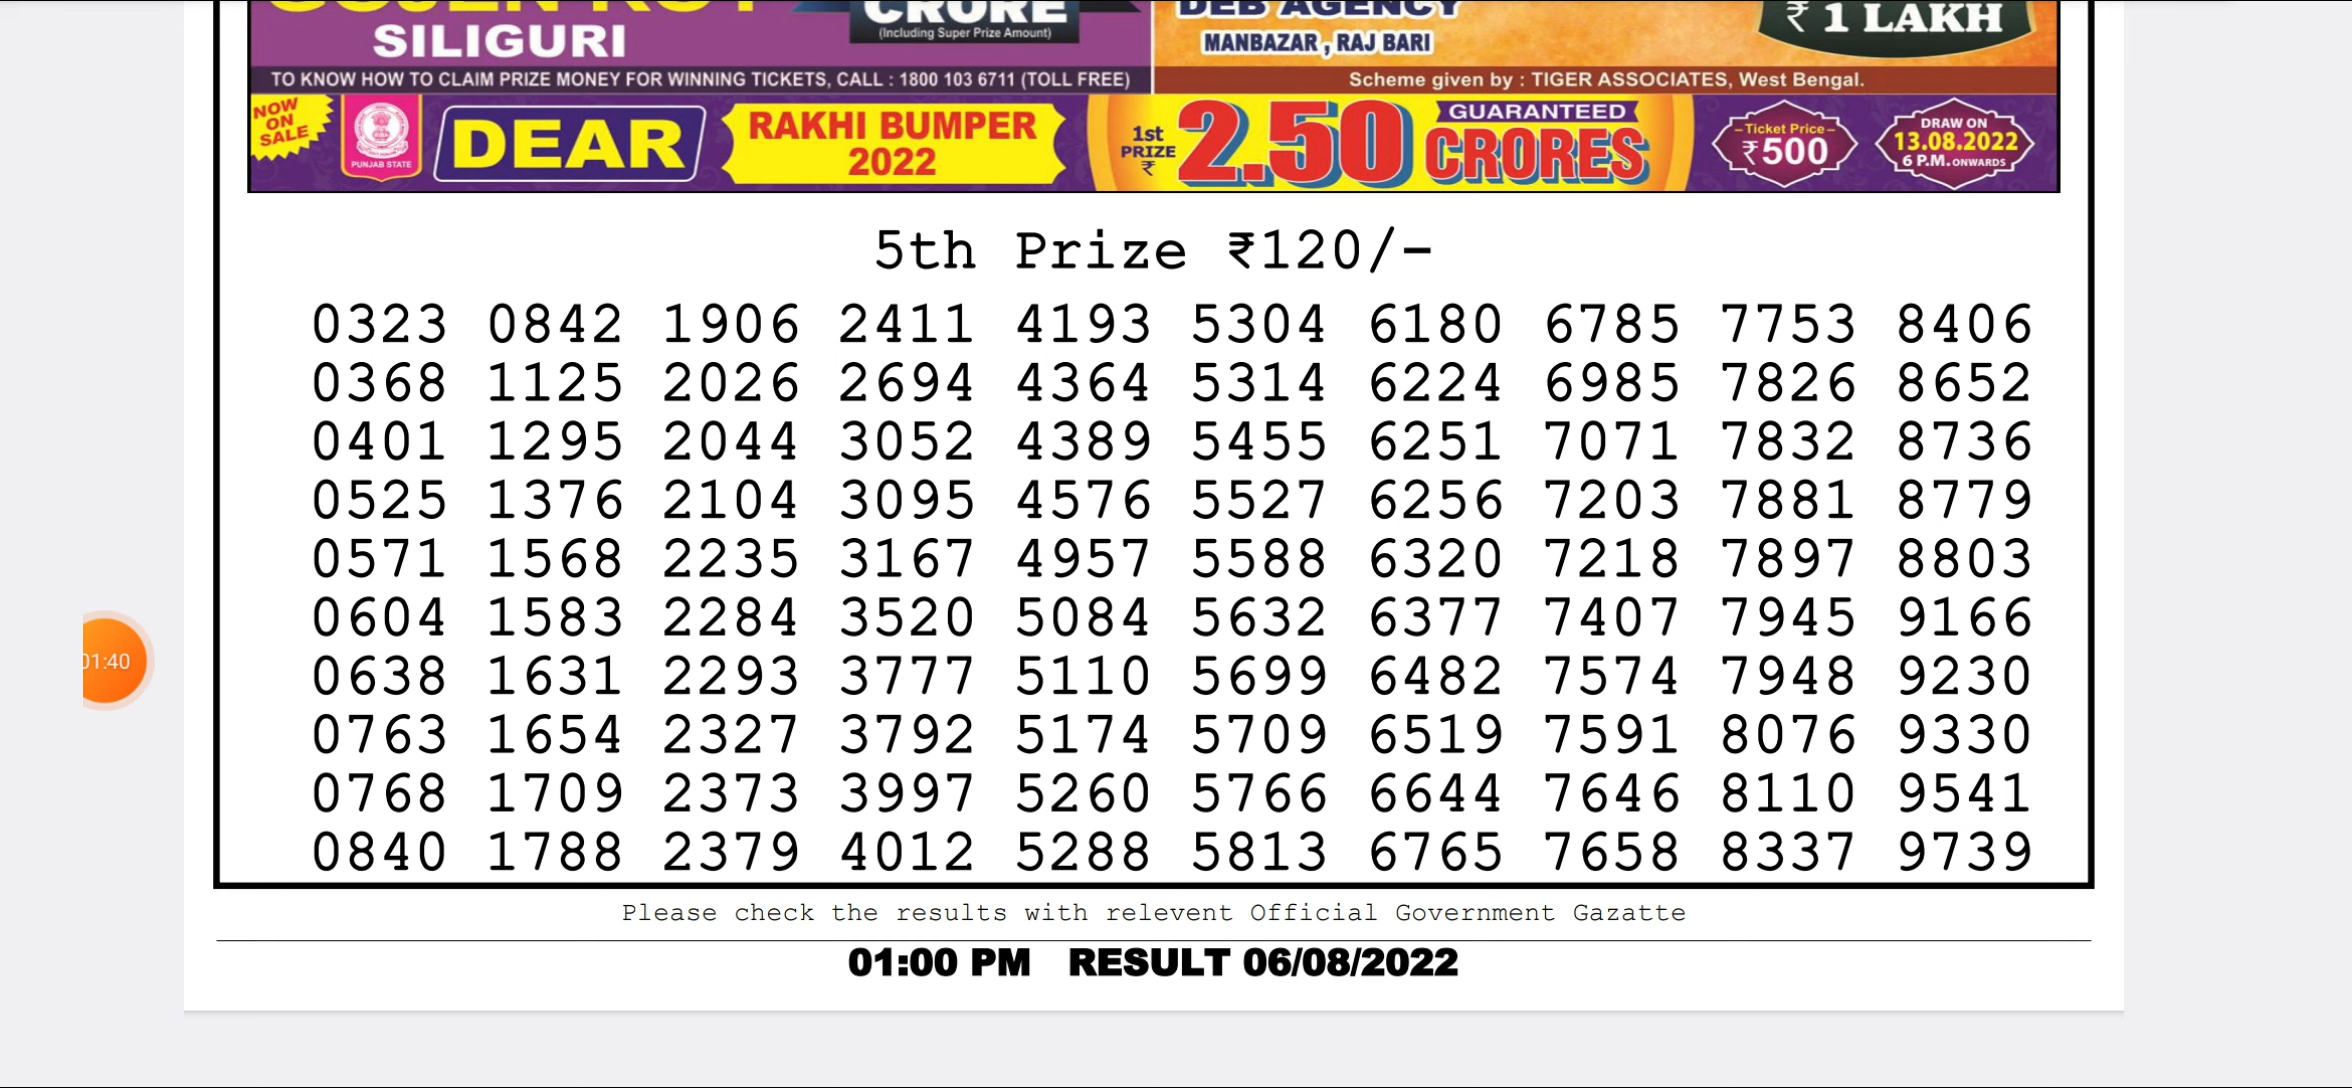 CRORE
(Including Super Prize Amount)
SILIGURI
DEB AGENCY
MANBAZAR, RAJ BARI
₹ 1 LAKH
TO KNOW HOW TO CLAIM PRIZE MONEY FOR WINNING TICKETS, CALL : 1800 103 6711 (TOLL FREE)
Scheme given by : TIGER ASSOCIATES, West Bengal.
NOW
ON
SALE
PUNJAB STATE
DEAR
RAKHI BUMPER
2022
1st
PRIZE
₹
2.50
GUARANTEED
CRORES
Ticket Price
₹500
DRAW ON
13.08.2022
6 P.M. ONWARDS
5th Prize ₹120/-
0323 0842 1906 2411 4193 5304 6180 6785 7753 8406
0368 1125 2026 2694 4364 5314 6224 6985 7826 8652
0401 1295 2044 3052 4389 5455 6251 7071 7832 8736
0525 1376 2104 3095 4576 5527 6256 7203 7881 8779
0571 1568 2235 3167 4957 5588 6320 7218 7897 8803
0604 1583 2284 3520 5084 5632 6377 7407 7945 9166
01:40
0638 1631 2293 3777 5110 5699 6482 7574 7948 9230
0763 1654 2327 3792 5174 5709 6519 7591 8076 9330
0768 1709 2373 3997 5260 5766 6644 7646 8110 9541
0840 1788 2379 4012 5288 5813 6765 7658 8337 9739
Please check the results with relevent Official Government Gazatte
01:00 PM RESULT 06/08/2022